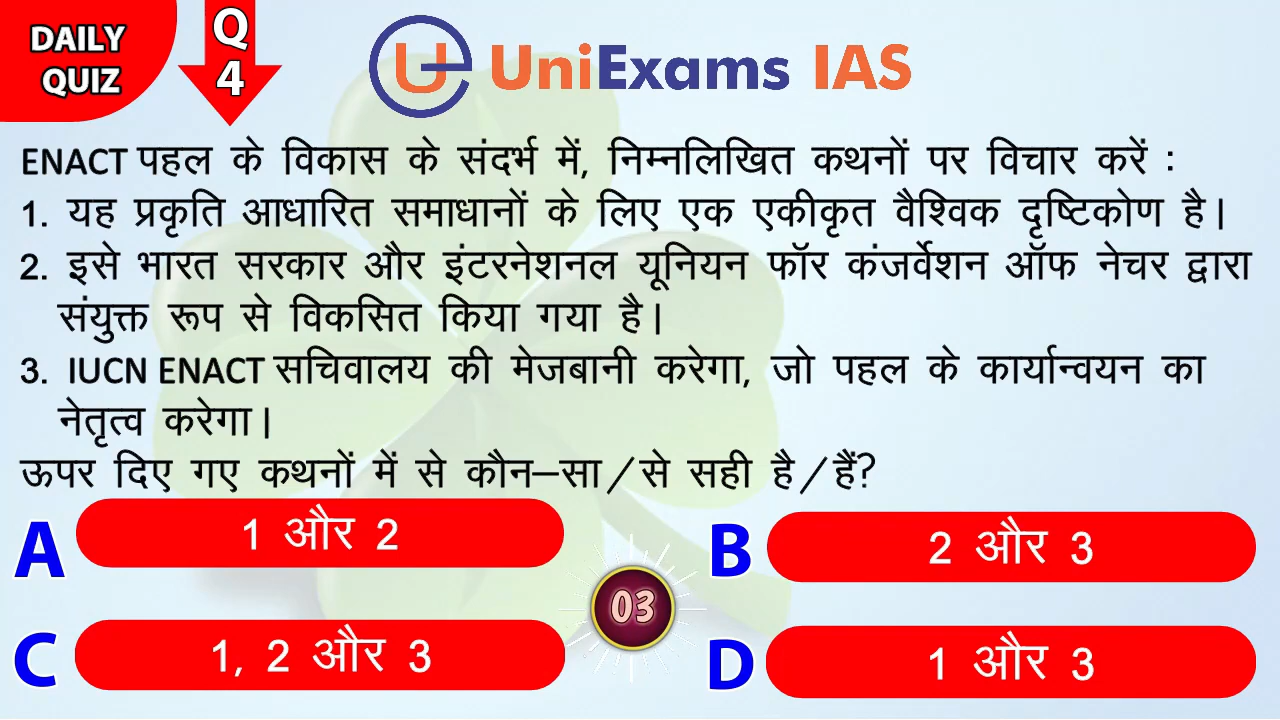 DAILY
QUIZ
Q
4
UniExams IAS
ENACT पहल के विकास के संदर्भ में, निम्नलिखित कथनों पर विचार करें :
1. यह प्रकृति आधारित समाधानों के लिए एक एकीकृत वैश्विक दृष्टिकोण है।
2. इसे भारत सरकार और इंटरनेशनल यूनियन फॉर कंजर्वेशन ऑफ नेचर द्वारा
संयुक्त रूप से विकसित किया गया है।
3. IUCN ENACT सचिवालय की मेजबानी करेगा, जो पहल के कार्यान्वयन का
नेतृत्व करेगा।
ऊपर दिए गए कथनों में से कौन–सा/से सही है/हैं?
A 1 और 2
B 2 और 3
03
C 1, 2 और 3
D 1 और 3